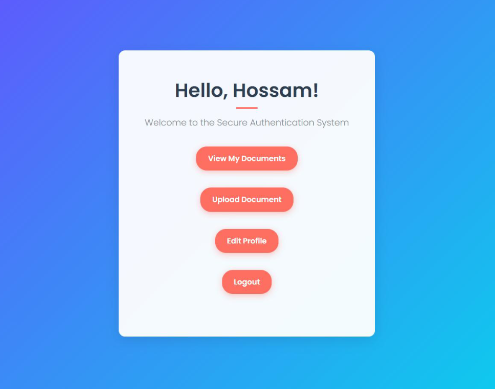 Hello, Hossam!
Welcome to the Secure Authentication System
View My Documents
Upload Document
Edit Profile
Logout